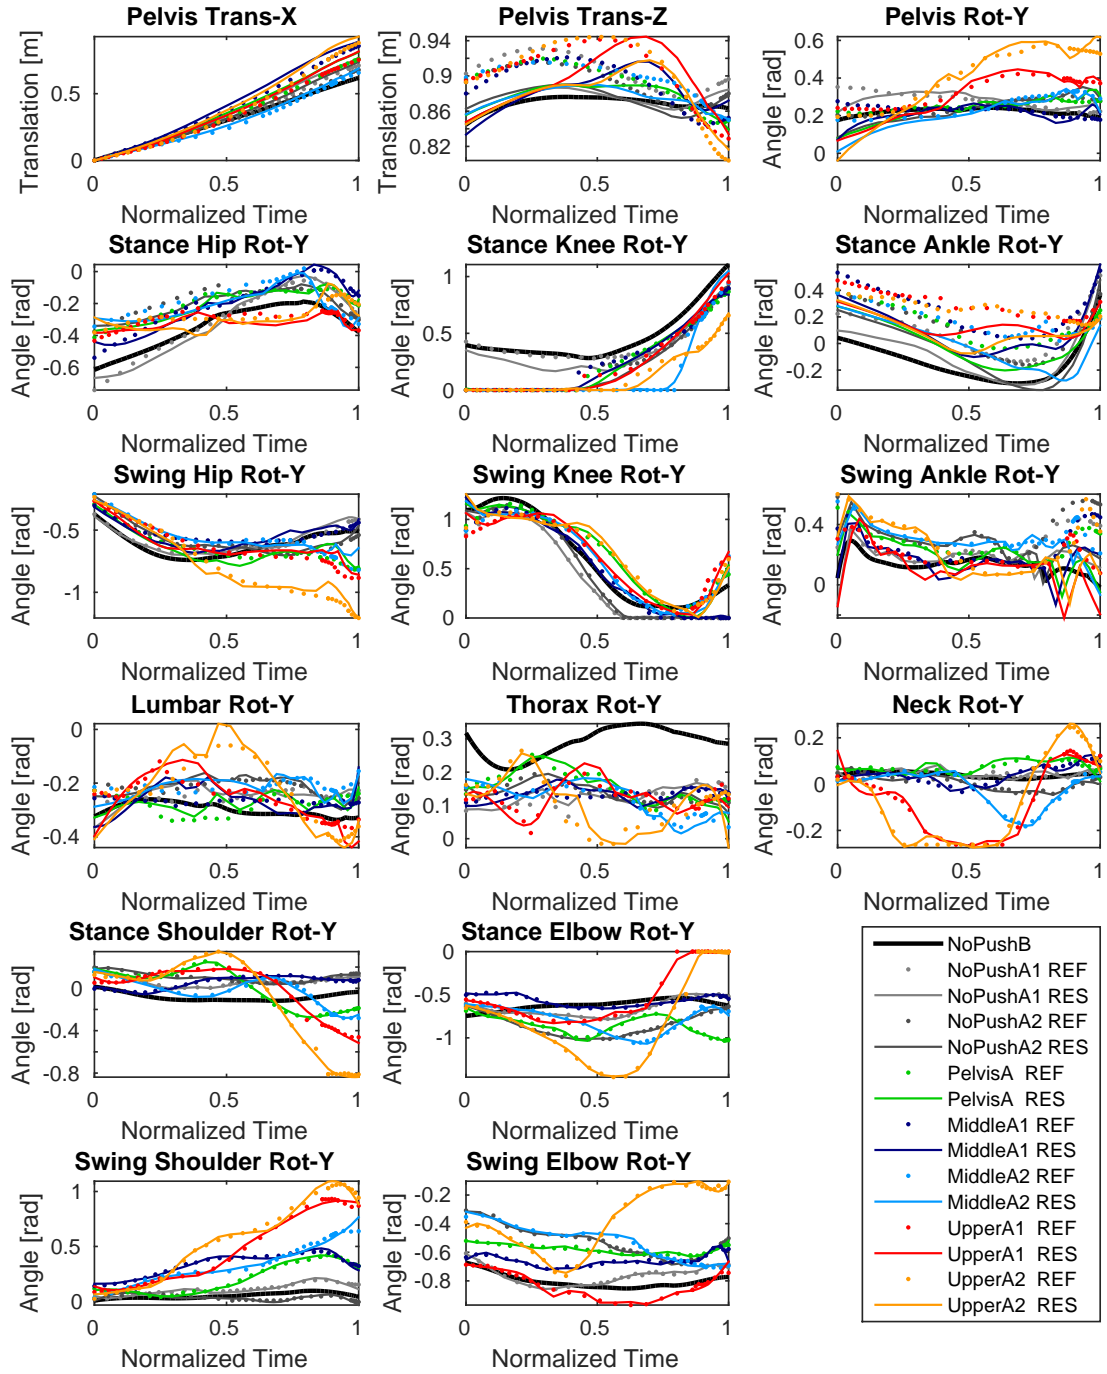 Pelvis Trans-X
Translation [m]
0.5
0
0
0.5
1
Normalized Time
Pelvis Trans-Z
Translation [m]
0.94
0.9
0.86
0.82
0
0.5
1
Normalized Time
Pelvis Rot-Y
Angle [rad]
0.6
0.4
0.2
0
0
0.5
1
Normalized Time
Stance Hip Rot-Y
Angle [rad]
0
-0.2
-0.4
-0.6
0
0.5
1
Normalized Time
Stance Knee Rot-Y
Angle [rad]
1
0.5
0
0
0.5
1
Normalized Time
Stance Ankle Rot-Y
Angle [rad]
0.4
0.2
0
-0.2
0
0.5
1
Normalized Time
Swing Hip Rot-Y
Angle [rad]
-0.5
-1
0
0.5
1
Normalized Time
Swing Knee Rot-Y
Angle [rad]
1
0.5
0
0
0.5
1
Normalized Time
Swing Ankle Rot-Y
Angle [rad]
0.4
0
0
0.5
1
Normalized Time
Lumbar Rot-Y
Angle [rad]
0
-0.2
-0.4
0
0.5
1
Normalized Time
Thorax Rot-Y
Angle [rad]
0.3
0.2
0.1
0
0
0.5
1
Normalized Time
Neck Rot-Y
Angle [rad]
0.2
0
-0.2
0
0.5
1
Normalized Time
Stance Shoulder Rot-Y
Angle [rad]
0
-0.4
-0.8
0
0.5
1
Normalized Time
Stance Elbow Rot-Y
Angle [rad]
0
-0.5
-1
0
0.5
1
Normalized Time
Swing Shoulder Rot-Y
Angle [rad]
1
0.5
0
0
0.5
1
Normalized Time
Swing Elbow Rot-Y
Angle [rad]
-0.2
-0.4
-0.6
-0.8
0
0.5
1
Normalized Time
NoPushB
NoPushA1 REF
NoPushA1 RES
NoPushA2 REF
NoPushA2 RES
PelvisA REF
PelvisA RES
MiddleA1 REF
MiddleA1 RES
MiddleA2 REF
MiddleA2 RES
UpperA1 REF
UpperA1 RES
UpperA2 REF
UpperA2 RES